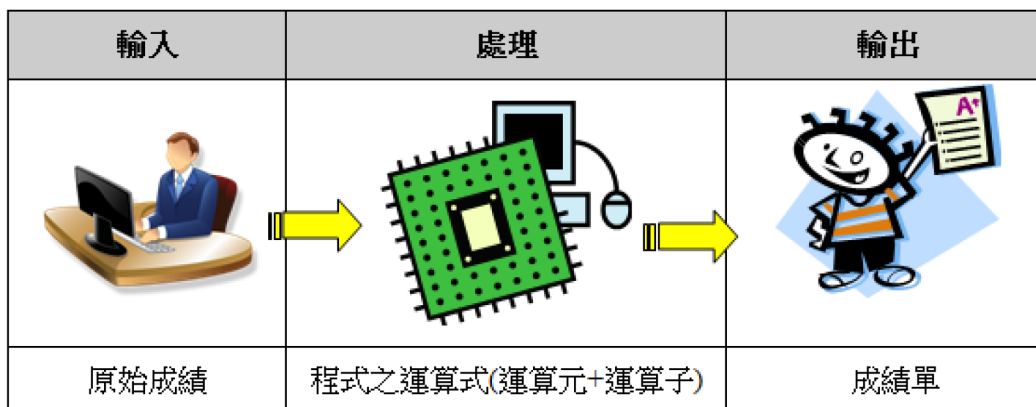 輸入
處理
輸出
A+
原始成績
程式之運算式(運算元+運算子)
成績單